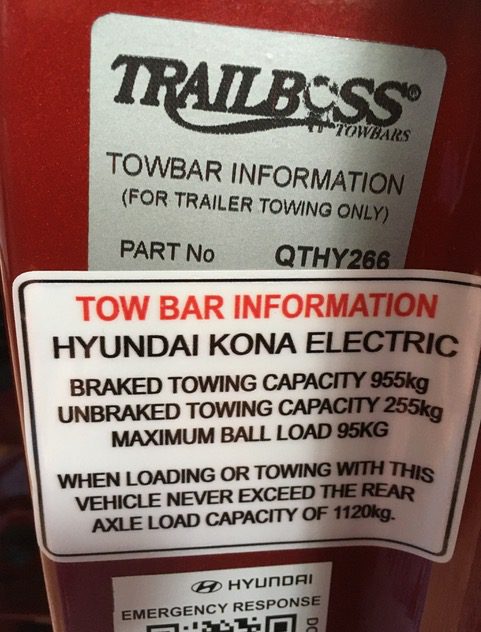 TRAILBOSS®
TOWBARS
TOWBAR INFORMATION
(FOR TRAILER TOWING ONLY)
PART No QTHY266
TOW BAR INFORMATION
HYUNDAI KONA ELECTRIC
BRAKED TOWING CAPACITY 955kg
UNBRAKED TOWING CAPACITY 255kg
MAXIMUM BALL LOAD 95KG
WHEN LOADING OR TOWING WITH THIS
VEHICLE NEVER EXCEED THE REAR
AXLE LOAD CAPACITY OF 1120kg.
HYUNDAI
EMERGENCY RESPONSE